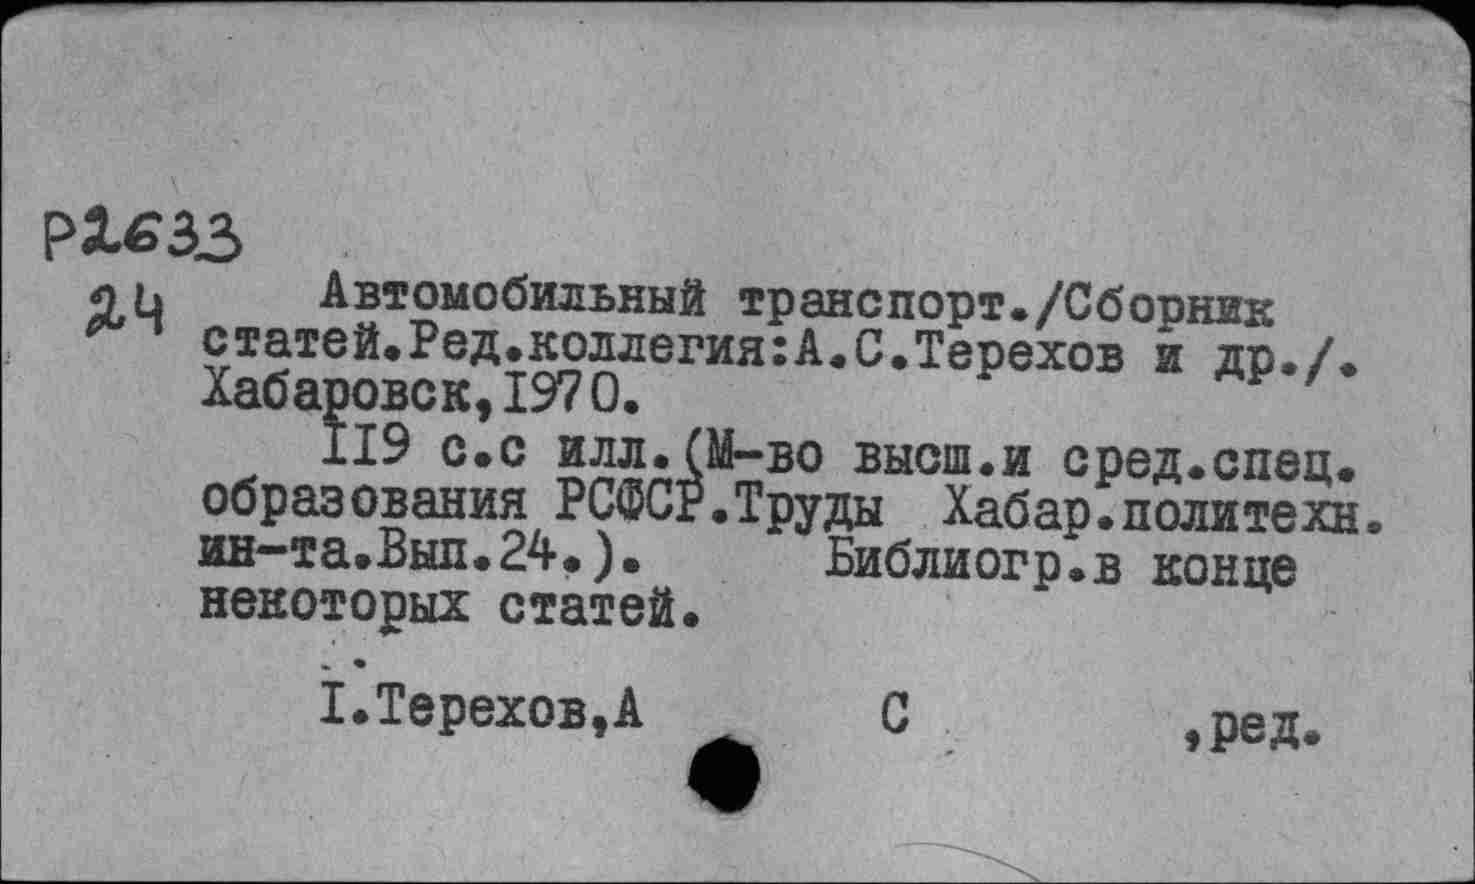 Р2633
24
Автомобильный транспорт./Сборник
статей.Ред.коллегия:А.С.Терехов и др./.
Хабаровск,1970.
119 с.с илл.(М-во высш.и сред.спец.
образования РСФСР.Труды Хабар.политехн.
ин-та.Вып.24.). Библиогр.в конце
некоторых статей.
I.Терехов,А С ,ред.